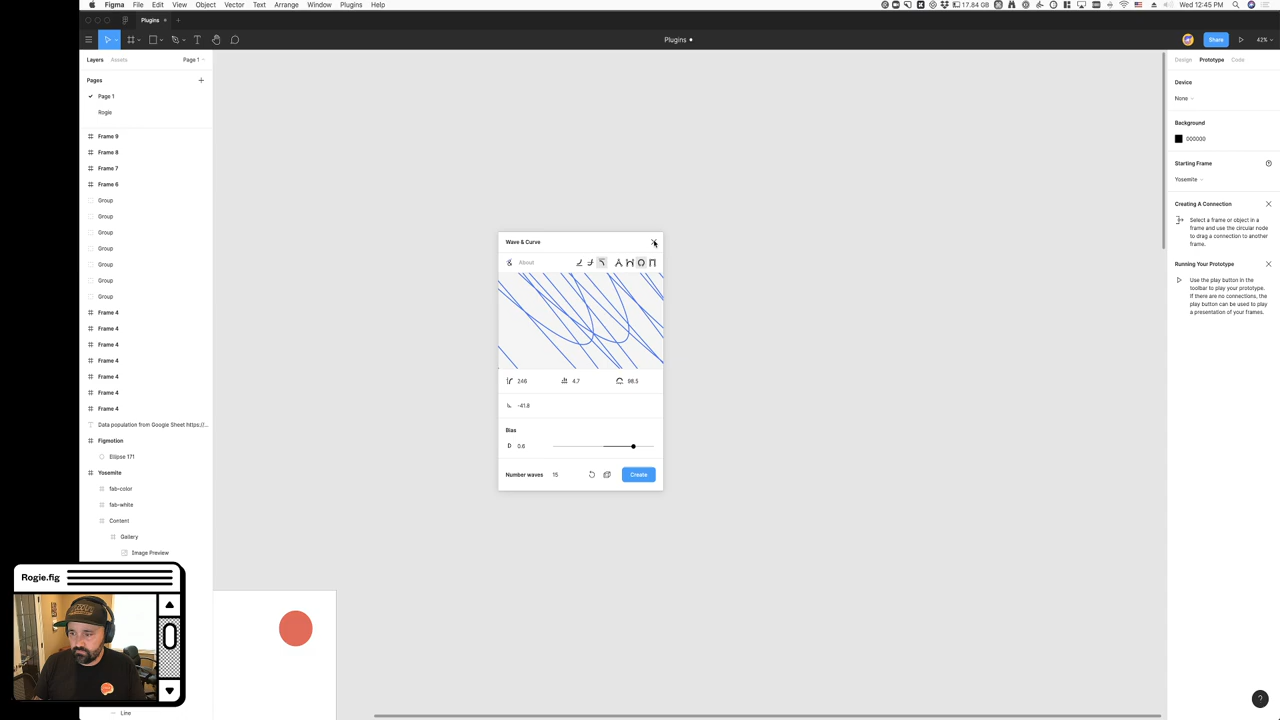 Figma File Edit View Object Vector Text Arrange Window Plugins Help
17.84 GB
Wed 12:45 PM
Plugins
Plugins
Share
42%
Layers Assets Page 1
Pages
Page 1
Rogie
Frame 9
Frame 8
Frame 7
Frame 6
Group
Group
Group
Group
Group
Group
Group
Frame 4
Frame 4
Frame 4
Frame 4
Frame 4
Frame 4
Frame 4
Data population from Google Sheet https://...
Figmotion
Ellipse 171
Yosemite
fab-color
fab-white
Content
Gallery
Image Preview
Line
Rogie.fig
Wave & Curve
About
246 4.7 98.5
-41.8
Bias
D 0.6
Number waves 15 Create
Design Prototype Code
Device
None
Background
000000
Starting Frame
Yosemite
Creating A Connection
Select a frame or object in a
frame and use the circular node
to drag a connection to another
frame.
Running Your Prototype
Use the play button in the
toolbar to play your prototype.
If there are no connections, the
play button can be used to play
a presentation of your frames.
?